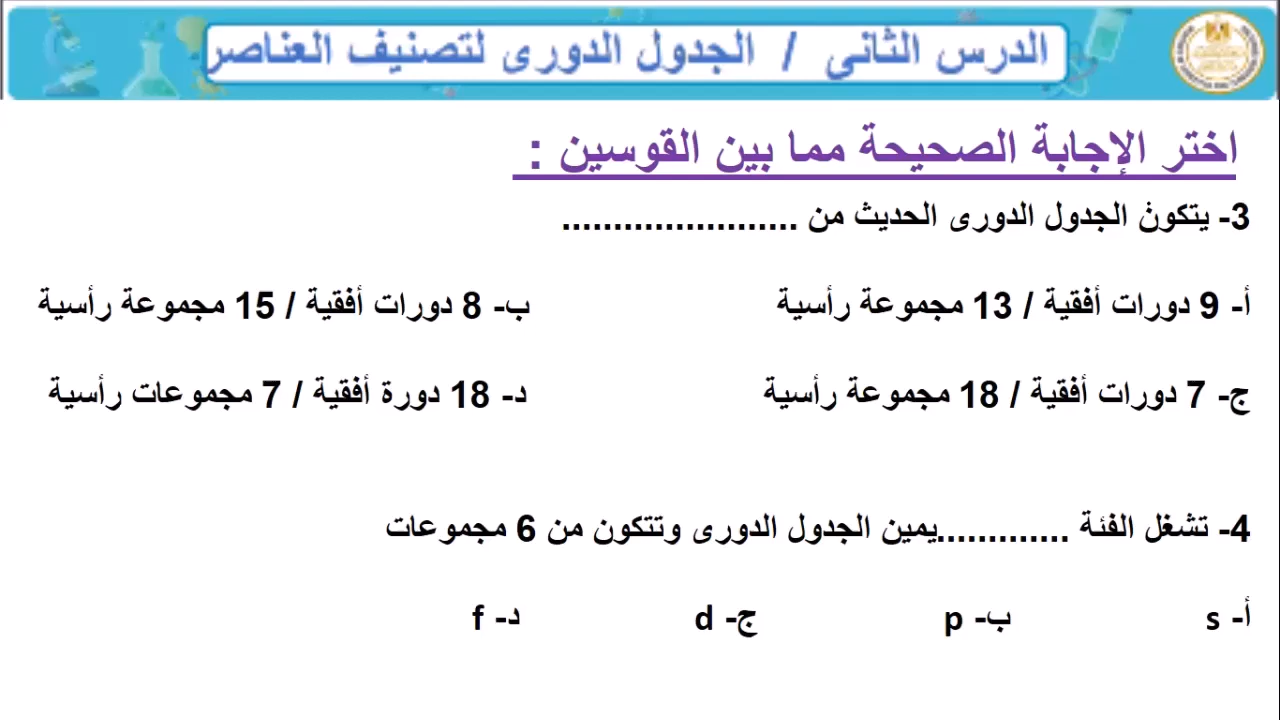 الدرس الثانى / الجدول الدورى لتصنيف العناصر
اختر الإجابة الصحيحة مما بين القوسين :
3- يتكون الجدول الدورى الحديث من .......................
أ- 9 دورات أفقية / 13 مجموعة رأسية ب- 8 دورات أفقية / 15 مجموعة رأسية
ج- 7 دورات أفقية / 18 مجموعة رأسية د- 18 دورة أفقية / 7 مجموعات رأسية
4- تشغل الفئة .............يمين الجدول الدورى وتتكون من 6 مجموعات
أ- s ب- p ج- d د- f